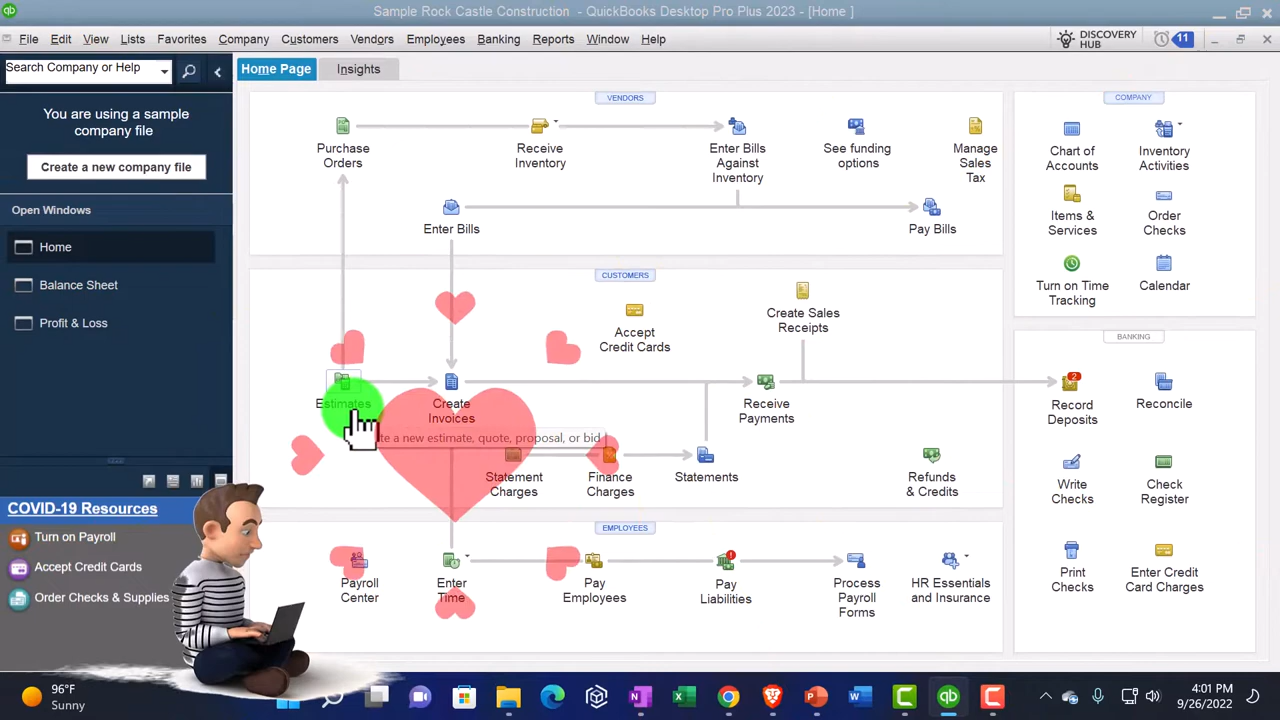 Sample Rock Castle Construction - QuickBooks Desktop Pro Plus 2023 - [Home ]
File Edit View Lists Favorites Company Customers Vendors Employees Banking Reports Window Help
DISCOVERY
HUB
11
Search Company or Help
Home Page
Insights
You are using a sample
company file
Create a new company file
Open Windows
Home
Balance Sheet
Profit & Loss
COVID-19 Resources
Turn on Payroll
Accept Credit Cards
Order Checks & Supplies
VENDORS
Purchase
Orders
Receive
Inventory
Enter Bills
Against
Inventory
See funding
options
Manage
Sales
Tax
Enter Bills
Pay Bills
CUSTOMERS
Accept
Credit Cards
Create Sales
Receipts
Estimates
Create
Invoices
Receive
Payments
te a new estimate, quote, proposal, or bid
Statement
Charges
Finance
Charges
Statements
Refunds
& Credits
EMPLOYEES
Payroll
Center
Enter
Time
Pay
Employees
Pay
Liabilities
Process
Payroll
Forms
HR Essentials
and Insurance
COMPANY
Chart of
Accounts
Inventory
Activities
Items &
Services
Order
Checks
Turn on Time
Tracking
Calendar
BANKING
2
Record
Deposits
Reconcile
Write
Checks
Check
Register
Print
Checks
Enter Credit
Card Charges
96°F
Sunny
4:01 PM
9/26/2022